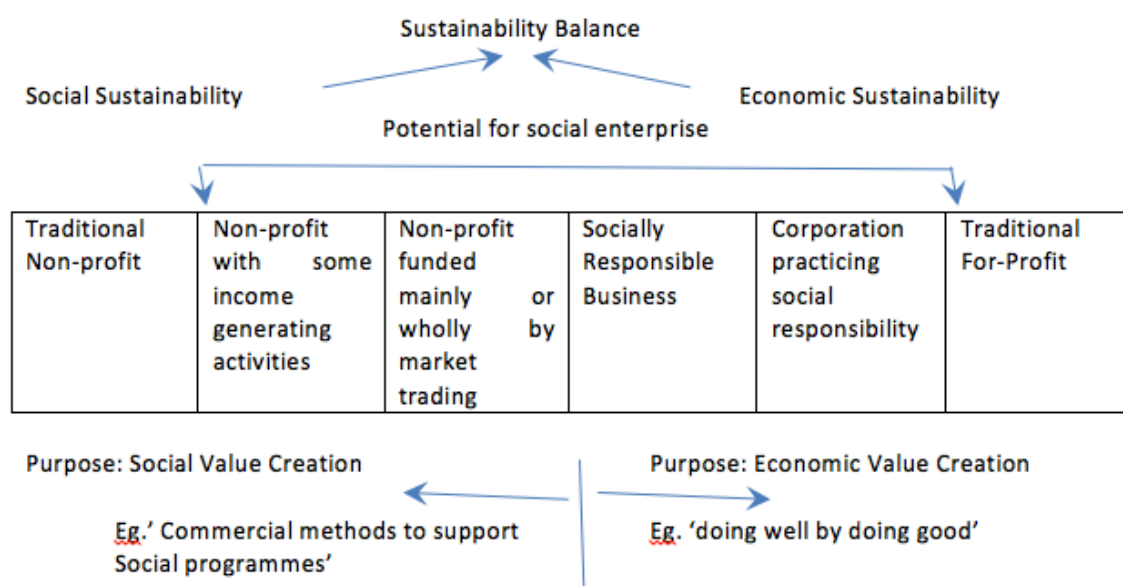 Sustainability Balance
Social Sustainability
Economic Sustainability
Potential for social enterprise
Traditional
Non-profit
Non-profit
with some
income
generating
activities
Non-profit
funded
mainly or
wholly by
market
trading
Socially
Responsible
Business
Corporation
practicing
social
responsibility
Traditional
For-Profit
Purpose: Social Value Creation
Purpose: Economic Value Creation
Eg.’ Commercial methods to support
Social programmes’
Eg. ‘doing well by doing good’